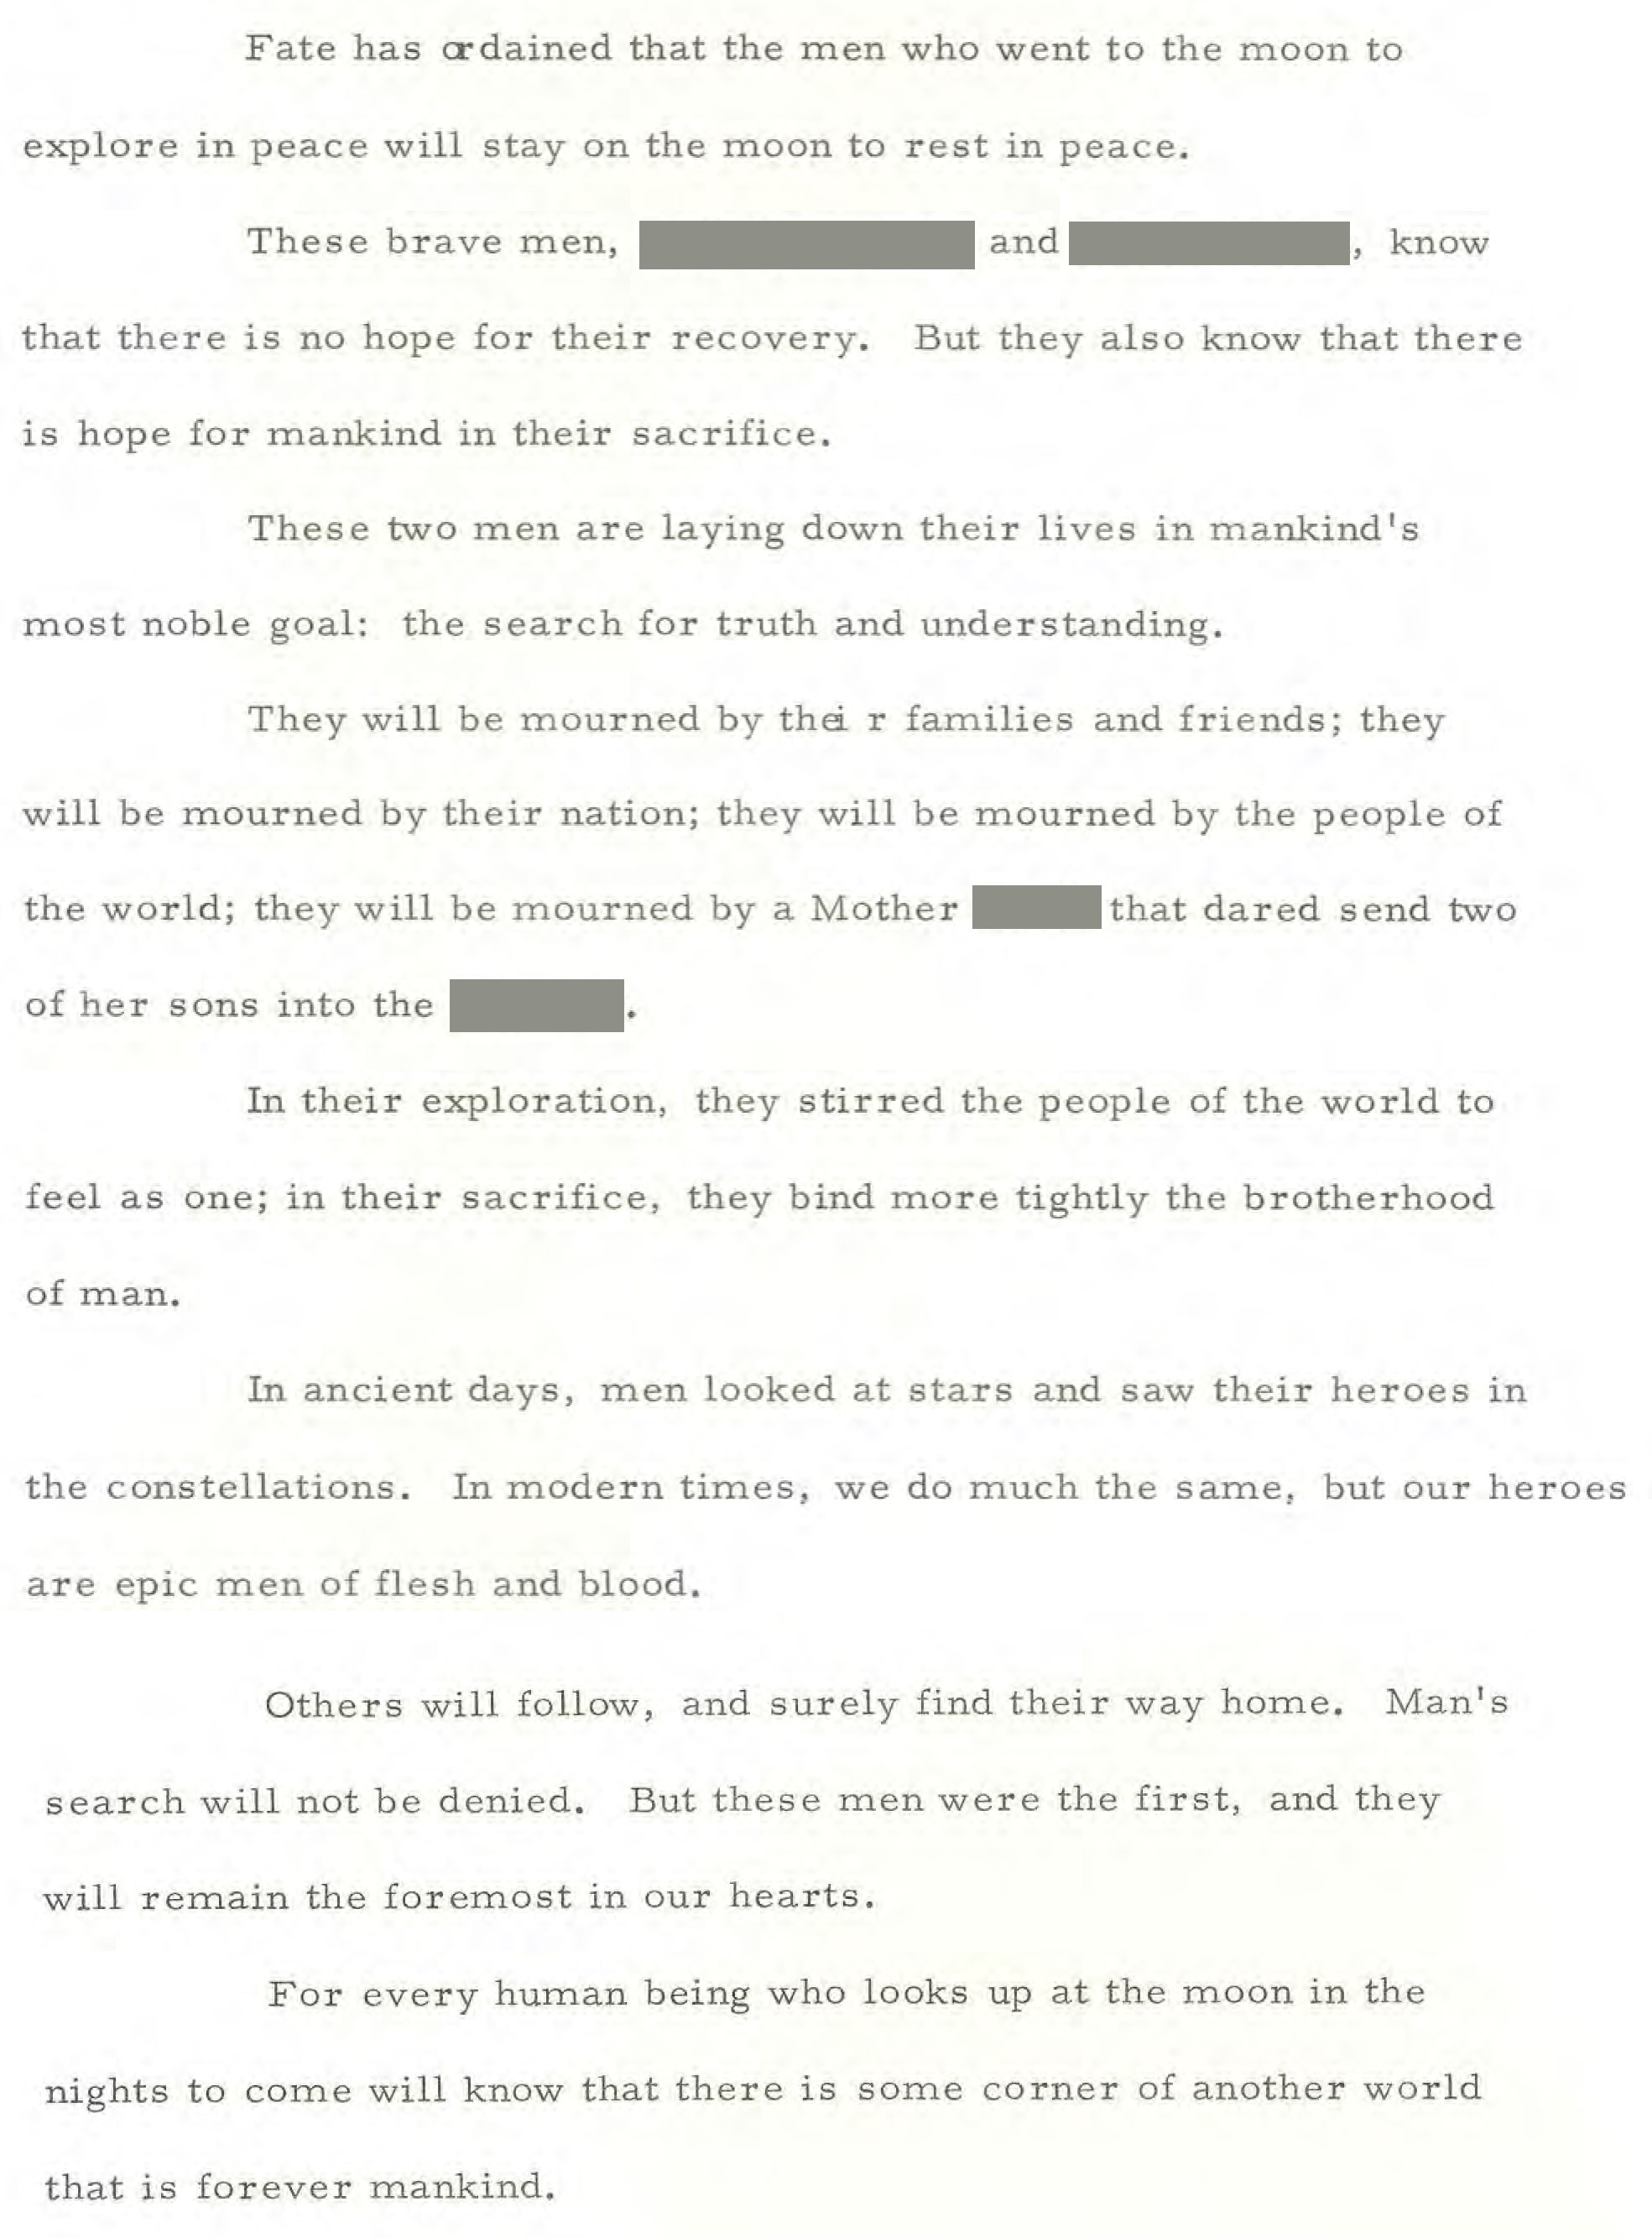 Fate has ordained that the men who went to the moon to
explore in peace will stay on the moon to rest in peace.
These brave men, and , know
that there is no hope for their recovery. But they also know that there
is hope for mankind in their sacrifice.
These two men are laying down their lives in mankind's
most noble goal: the search for truth and understanding.
They will be mourned by thei r families and friends; they
will be mourned by their nation; they will be mourned by the people of
the world; they will be mourned by a Mother that dared send two
of her sons into the .
In their exploration, they stirred the people of the world to
feel as one; in their sacrifice, they bind more tightly the brotherhood
of man.
In ancient days, men looked at stars and saw their heroes in
the constellations. In modern times, we do much the same, but our heroes
are epic men of flesh and blood.
Others will follow, and surely find their way home. Man's
search will not be denied. But these men were the first, and they
will remain the foremost in our hearts.
For every human being who looks up at the moon in the
nights to come will know that there is some corner of another world
that is forever mankind.